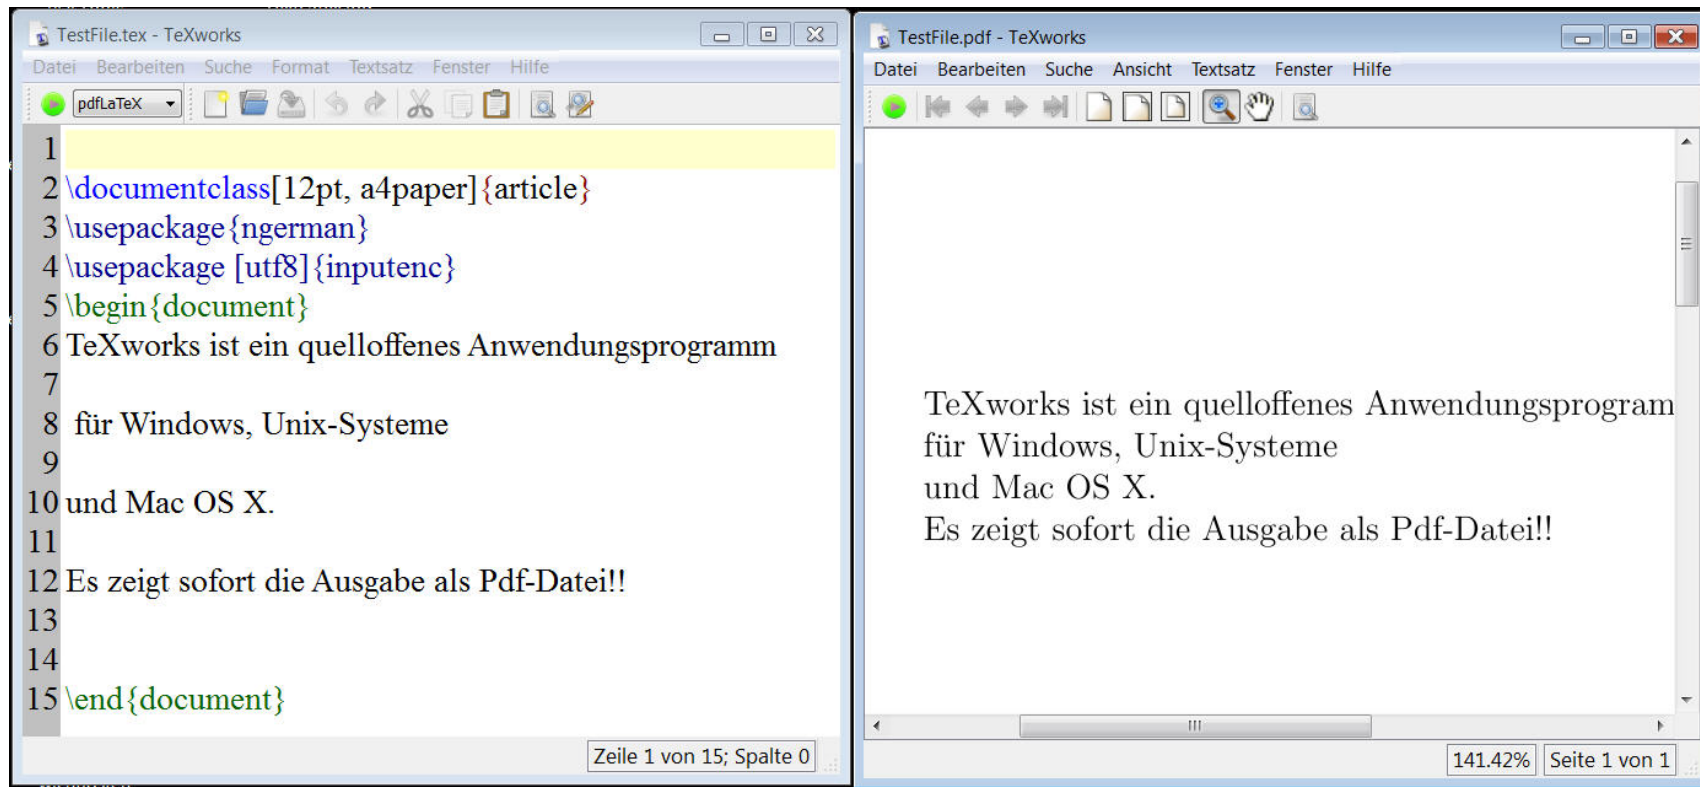 TestFile.tex - TeXworks
Datei Bearbeiten Suche Format Textsatz Fenster Hilfe
pdfLaTeX
1
2 \documentclass[12pt, a4paper]{article}
3 \usepackage{ngerman}
4 \usepackage [utf8]{inputenc}
5 \begin{document}
6 TeXworks ist ein quelloffenes Anwendungsprogramm
7
8 für Windows, Unix-Systeme
9
10 und Mac OS X.
11
12 Es zeigt sofort die Ausgabe als Pdf-Datei!!
13
14
15 \end{document}
Zeile 1 von 15; Spalte 0
TestFile.pdf - TeXworks
Datei Bearbeiten Suche Ansicht Textsatz Fenster Hilfe
TeXworks ist ein quelloffenes Anwendungsprogram
für Windows, Unix-Systeme
und Mac OS X.
Es zeigt sofort die Ausgabe als Pdf-Datei!!
141.42% Seite 1 von 1